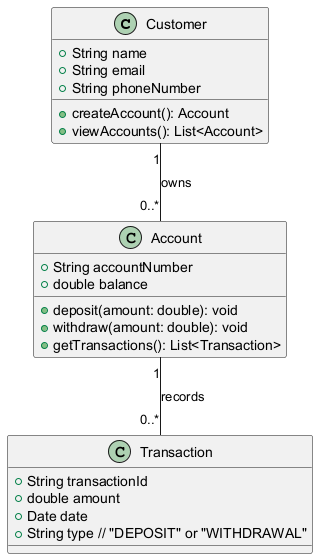 C Customer
String name
String email
String phoneNumber
createAccount(): Account
viewAccounts(): List<Account>
1
owns
0..*
C Account
String accountNumber
double balance
deposit(amount: double): void
withdraw(amount: double): void
getTransactions(): List<Transaction>
1
records
0..*
C Transaction
String transactionId
double amount
Date date
String type // "DEPOSIT" or "WITHDRAWAL"